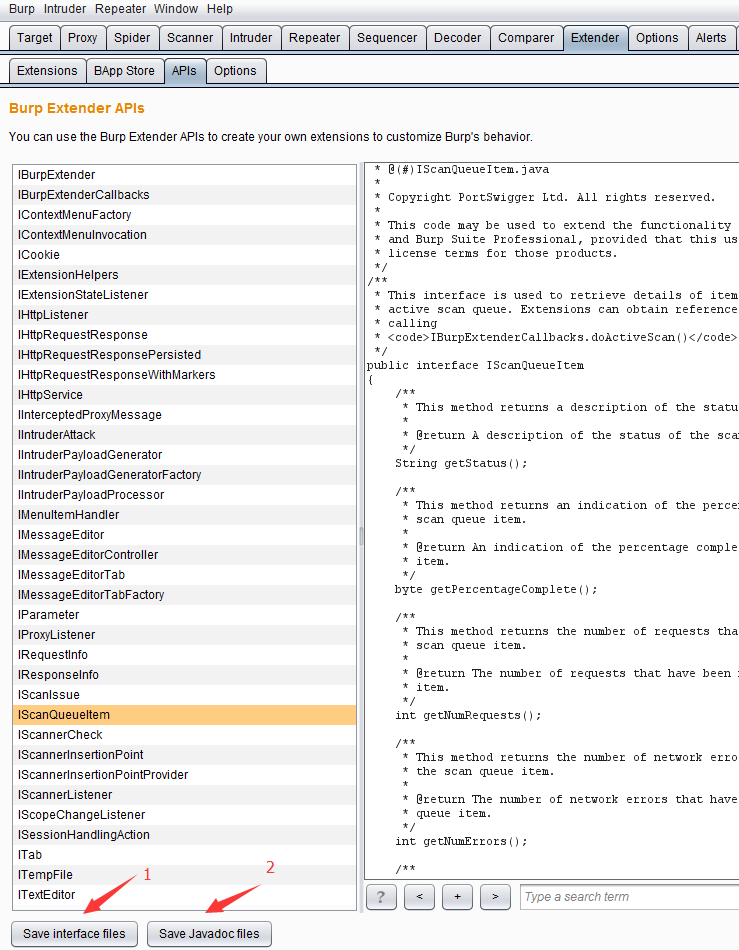 Burp Intruder Repeater Window Help
Target Proxy Spider Scanner Intruder Repeater Sequencer Decoder Comparer Extender Options Alerts
Extensions BApp Store APIs Options
Burp Extender APIs
You can use the Burp Extender APIs to create your own extensions to customize Burp's behavior.
IBurpExtender
IBurpExtenderCallbacks
IContextMenuFactory
IContextMenuInvocation
ICookie
IExtensionHelpers
IExtensionStateListener
IHttpListener
IHttpRequestResponse
IHttpRequestResponsePersisted
IHttpRequestResponseWithMarkers
IHttpService
IInterceptedProxyMessage
IIntruderAttack
IIntruderPayloadGenerator
IIntruderPayloadGeneratorFactory
IIntruderPayloadProcessor
IMenuItemHandler
IMessageEditor
IMessageEditorController
IMessageEditorTab
IMessageEditorTabFactory
IParameter
IProxyListener
IRequestInfo
IResponseInfo
IScanIssue
IScanQueueItem
IScannerCheck
IScannerInsertionPoint
IScannerInsertionPointProvider
IScannerListener
IScopeChangeListener
ISessionHandlingAction
ITab
ITempFile
ITextEditor
* @(#)IScanQueueItem.java
*
* Copyright PortSwigger Ltd. All rights reserved.
*
* This code may be used to extend the functionality
* and Burp Suite Professional, provided that this us
* license terms for those products.
*/
/**
* This interface is used to retrieve details of item
* active scan queue. Extensions can obtain reference
* calling
* <code>IBurpExtenderCallbacks.doActiveScan()</code>
*/
public interface IScanQueueItem
{
/**
* This method returns a description of the statu
*
* @return A description of the status of the sca
*/
String getStatus();
/**
* This method returns an indication of the perce
* scan queue item.
*
* @return An indication of the percentage comple
* item.
*/
byte getPercentageComplete();
/**
* This method returns the number of requests tha
* scan queue item.
*
* @return The number of requests that have been
* item.
*/
int getNumRequests();
/**
* This method returns the number of network erro
* the scan queue item.
*
* @return The number of network errors that have
* queue item.
*/
int getNumErrors();
/**
1
2
? < + > Type a search term
Save interface files Save Javadoc files